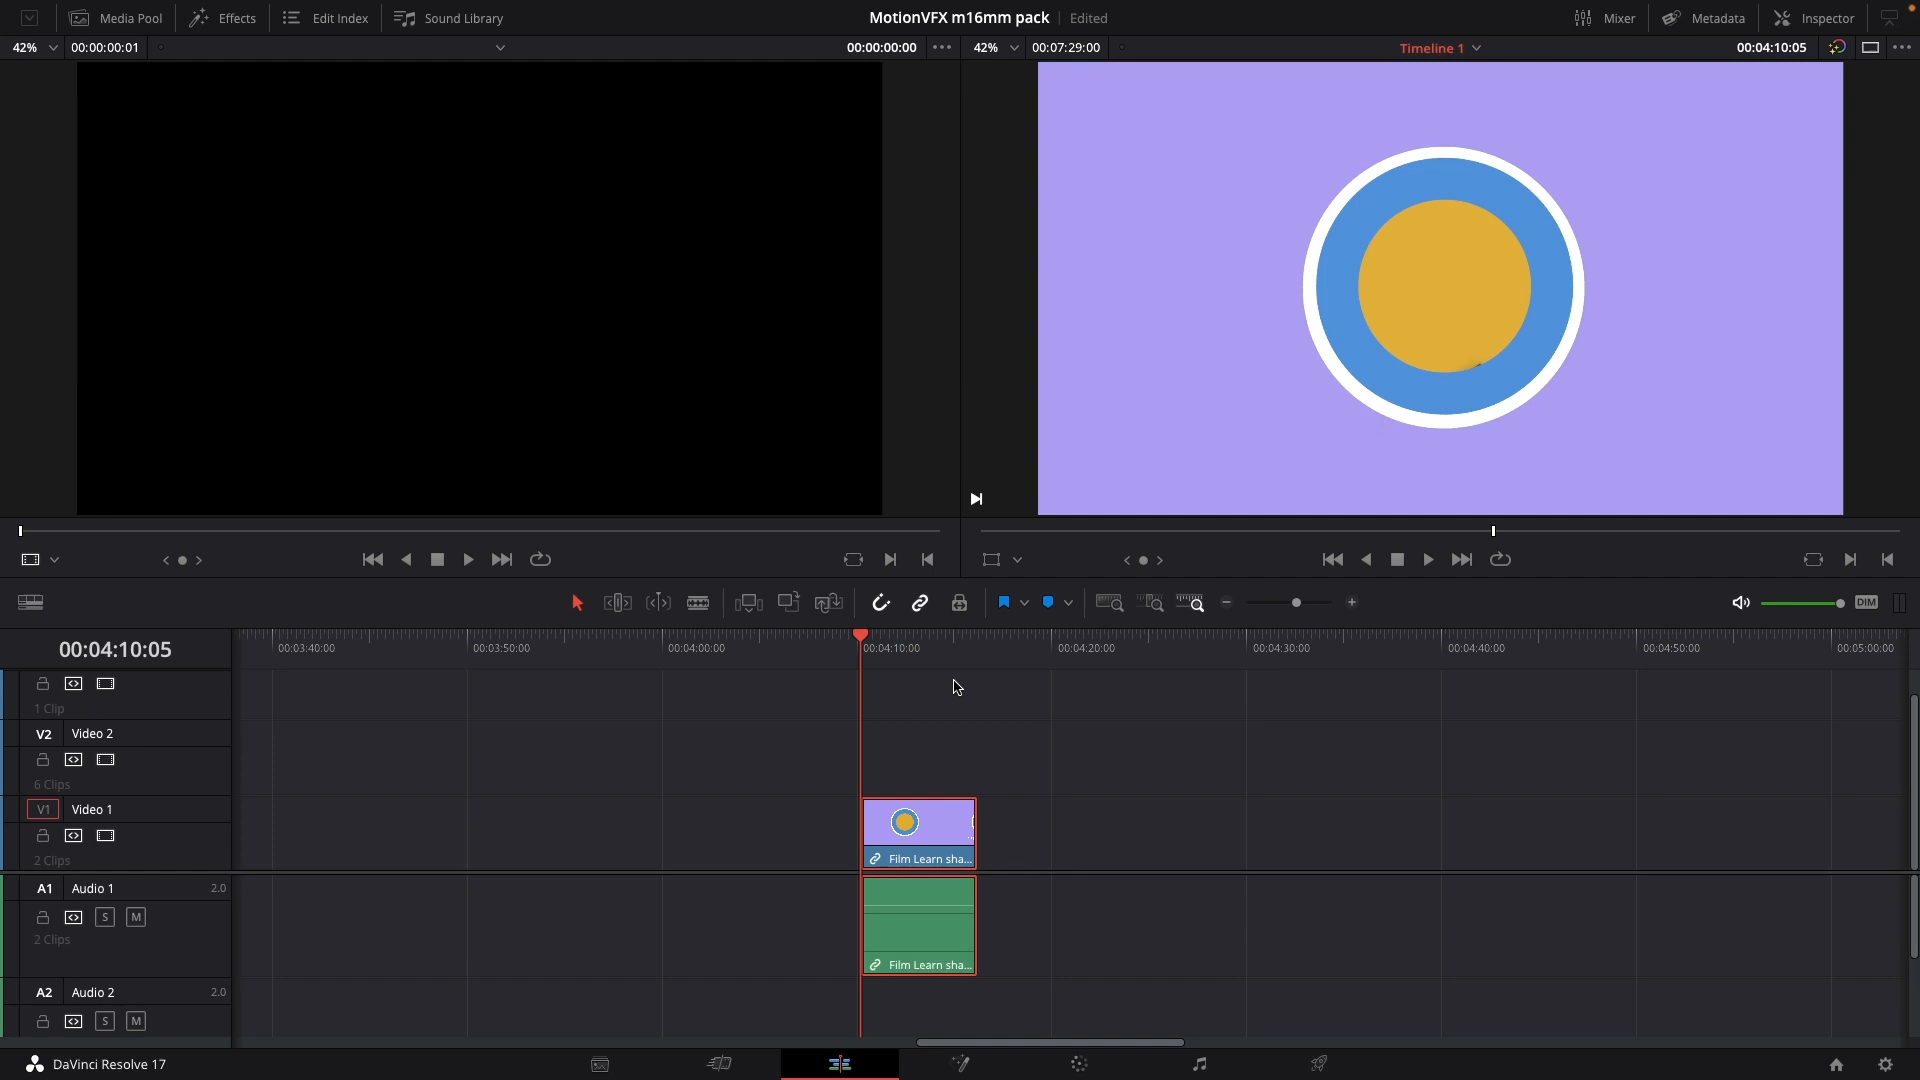 Media Pool Effects Edit Index Sound Library MotionVFX m16mm pack Edited Mixer Metadata Inspector
42% 00:00:00:01 00:00:00:00 42% 00:07:29:00 Timeline 1 00:04:10:05
DIM
00:04:10:05 00:03:40:00 00:03:50:00 00:04:00:00 00:04:10:00 00:04:20:00 00:04:30:00 00:04:40:00 00:04:50:00 00:05:00:00
1 Clip
V2 Video 2
6 Clips
V1 Video 1
2 Clips
Film Learn sha...
A1 Audio 1 2.0
S M
2 Clips
Film Learn sha...
A2 Audio 2 2.0
S M
DaVinci Resolve 17